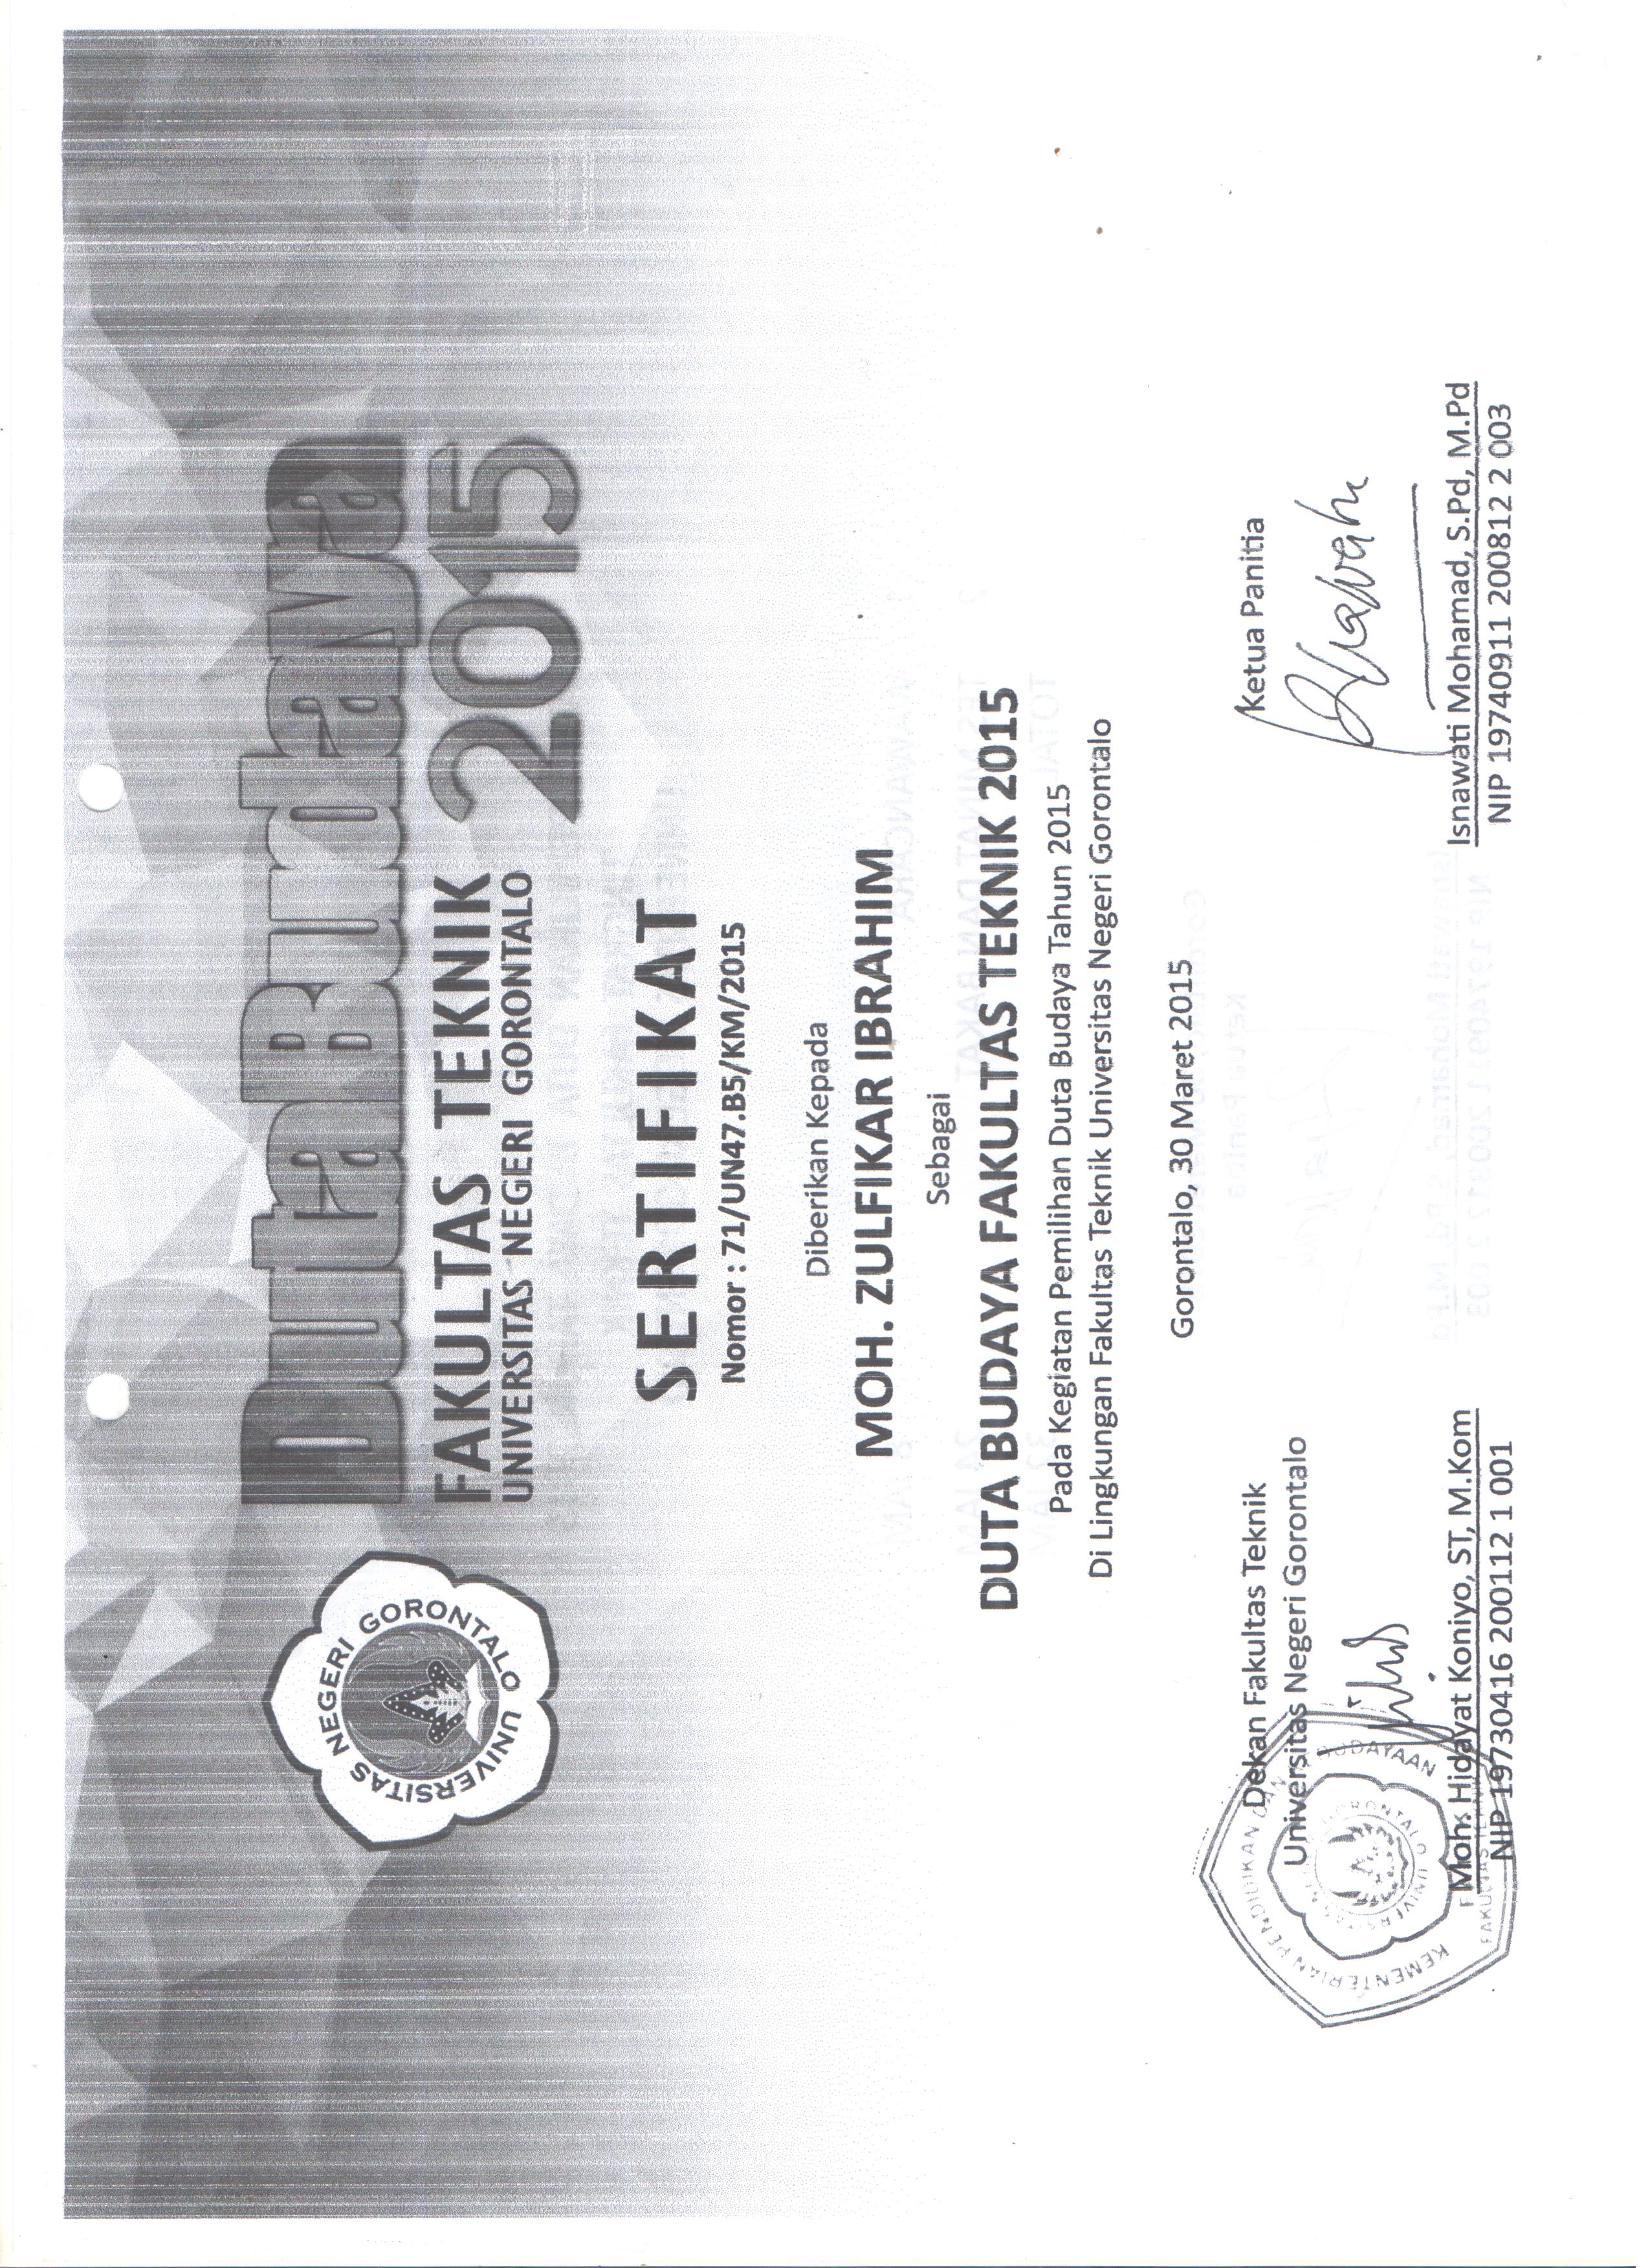 DutaBudaya
FAKULTAS TEKNIK 2015
UNIVERSITAS NEGERI GORONTALO
UNIVERSITAS NEGERI GORONTALO
SERTIFIKAT
Nomor : 71/UN47.B5/KM/2015
Diberikan Kepada
MOH. ZULFIKAR IBRAHIM
Sebagai
DUTA BUDAYA FAKULTAS TEKNIK 2015
Pada Kegiatan Pemilihan Duta Budaya Tahun 2015
Di Lingkungan Fakultas Teknik Universitas Negeri Gorontalo
Gorontalo, 30 Maret 2015
Dekan Fakultas Teknik
Universitas Negeri Gorontalo
KEMENTERIAN PENDIDIKAN DAN KEBUDAYAAN
UNIVERSITAS NEGERI GORONTALO
FAKULTAS TEKNIK
Moh. Hidayat Koniyo, ST, M.Kom
NIP 19730416 200112 1 001
Ketua Panitia
Isnawati Mohamad, S.Pd, M.Pd
NIP 19740911 200812 2 003